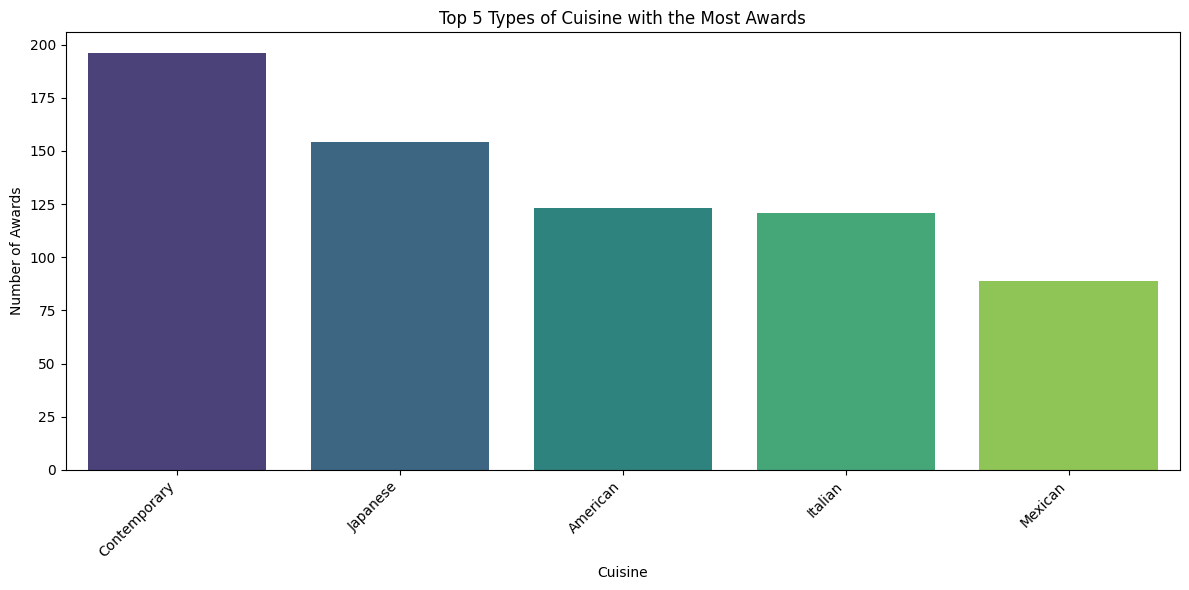 Top 5 Types of Cuisine with the Most Awards
Number of Awards
200
175
150
125
100
75
50
25
0
Contemporary
Japanese
American
Italian
Mexican
Cuisine